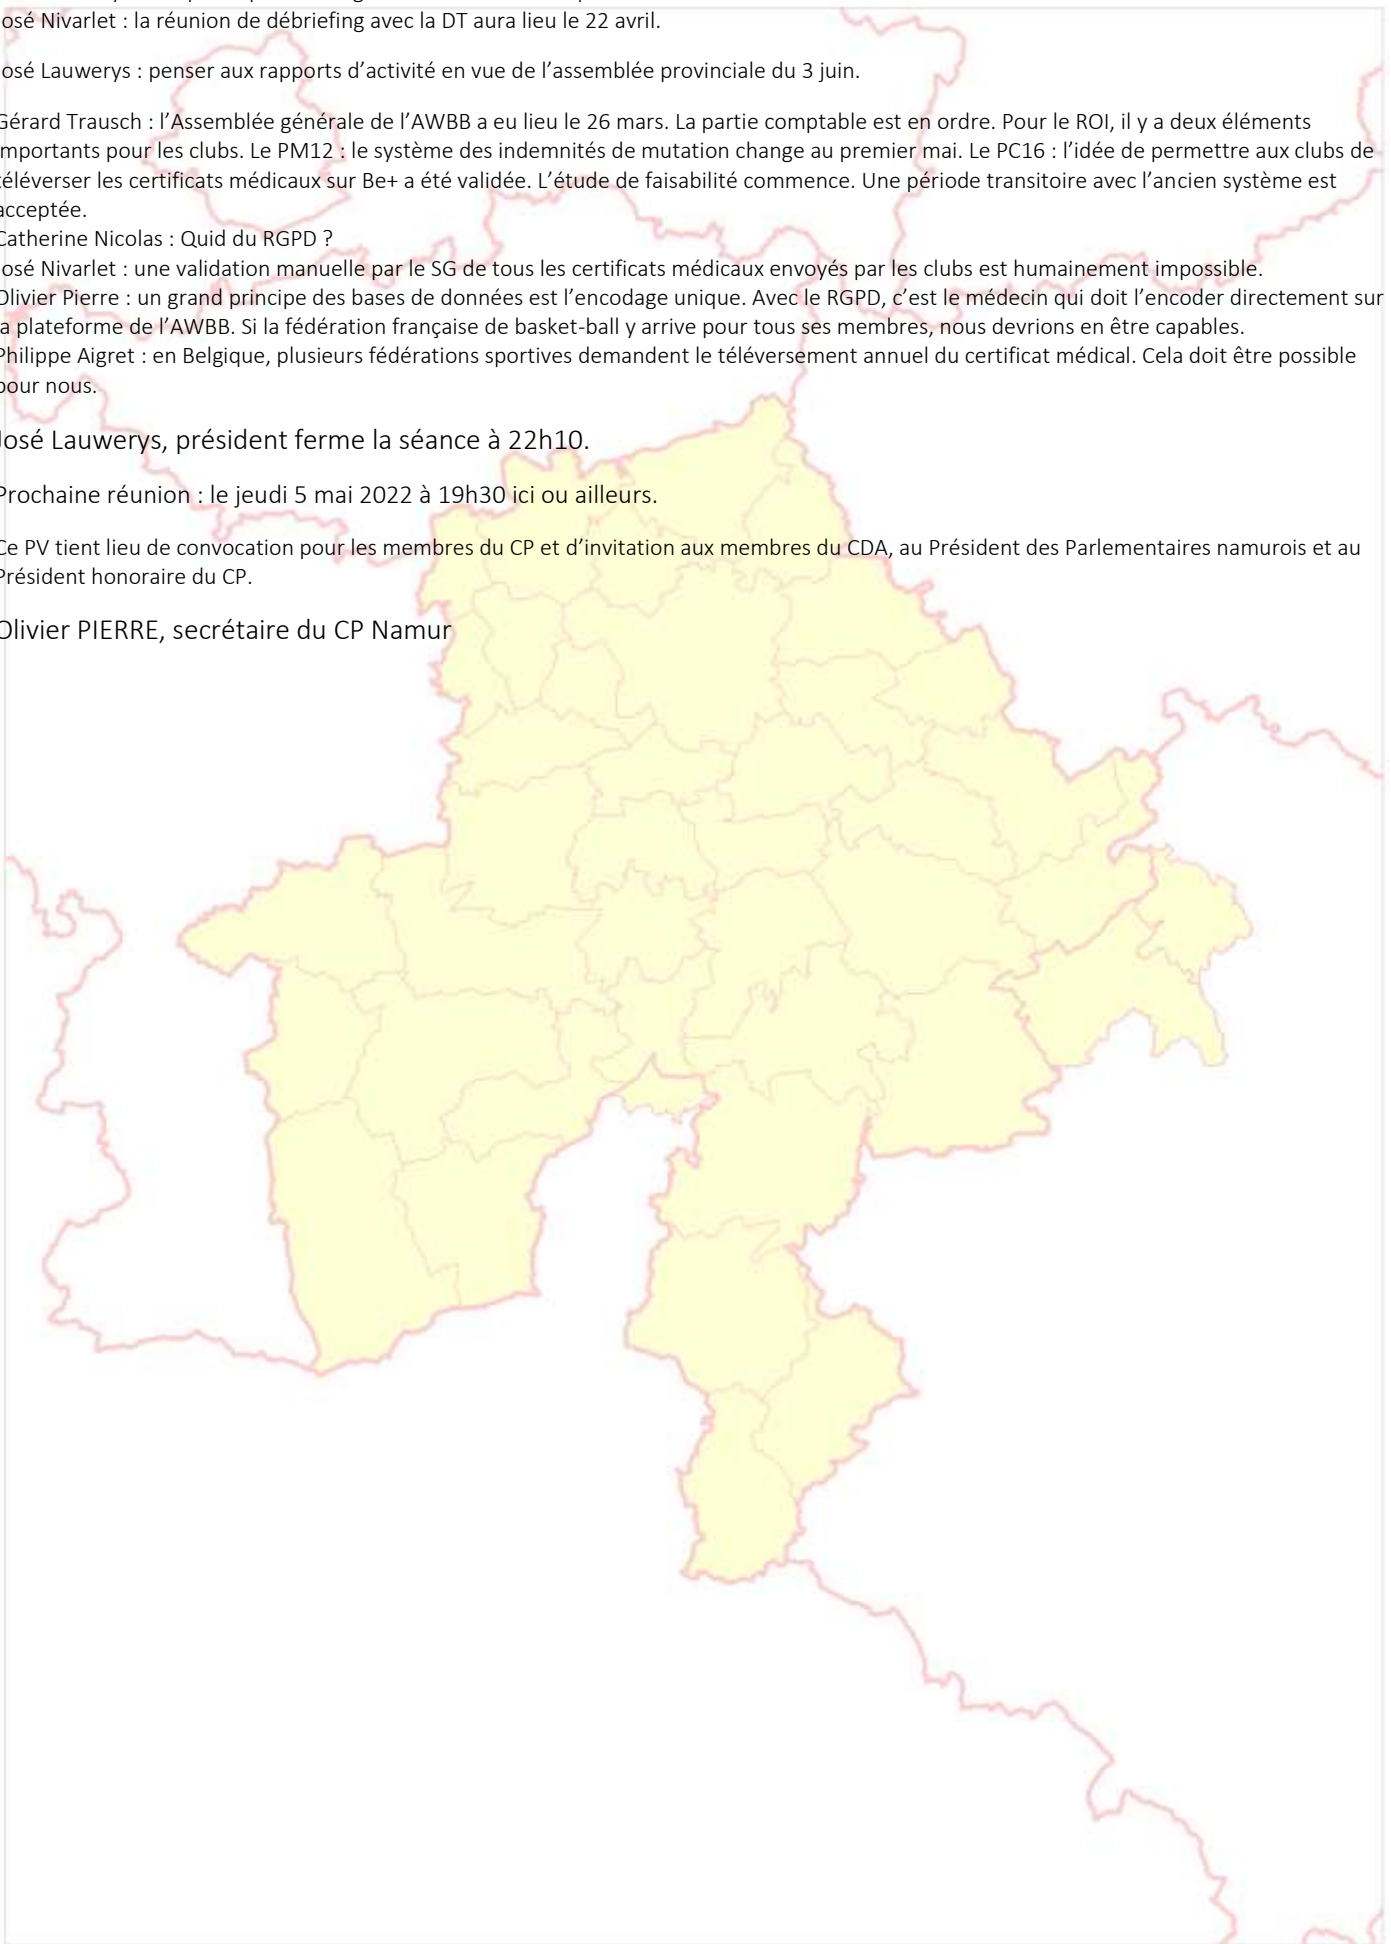 José Nivarlet : la réunion de débriefing avec la DT aura lieu le 22 avril.
José Lauwerys : penser aux rapports d’activité en vue de l’assemblée provinciale du 3 juin.
Gérard Trausch : l’Assemblée générale de l’AWBB a eu lieu le 26 mars. La partie comptable est en ordre. Pour le ROI, il y a deux éléments
importants pour les clubs. Le PM12 : le système des indemnités de mutation change au premier mai. Le PC16 : l’idée de permettre aux clubs de
téléverser les certificats médicaux sur Be+ a été validée. L’étude de faisabilité commence. Une période transitoire avec l’ancien système est
acceptée.
Catherine Nicolas : Quid du RGPD ?
José Nivarlet : une validation manuelle par le SG de tous les certificats médicaux envoyés par les clubs est humainement impossible.
Olivier Pierre : un grand principe des bases de données est l’encodage unique. Avec le RGPD, c’est le médecin qui doit l’encoder directement sur
la plateforme de l’AWBB. Si la fédération française de basket-ball y arrive pour tous ses membres, nous devrions en être capables.
Philippe Aigret : en Belgique, plusieurs fédérations sportives demandent le téléversement annuel du certificat médical. Cela doit être possible
pour nous.
José Lauwerys, président ferme la séance à 22h10.
Prochaine réunion : le jeudi 5 mai 2022 à 19h30 ici ou ailleurs.
Ce PV tient lieu de convocation pour les membres du CP et d’invitation aux membres du CDA, au Président des Parlementaires namurois et au
Président honoraire du CP.
Olivier PIERRE, secrétaire du CP Namur